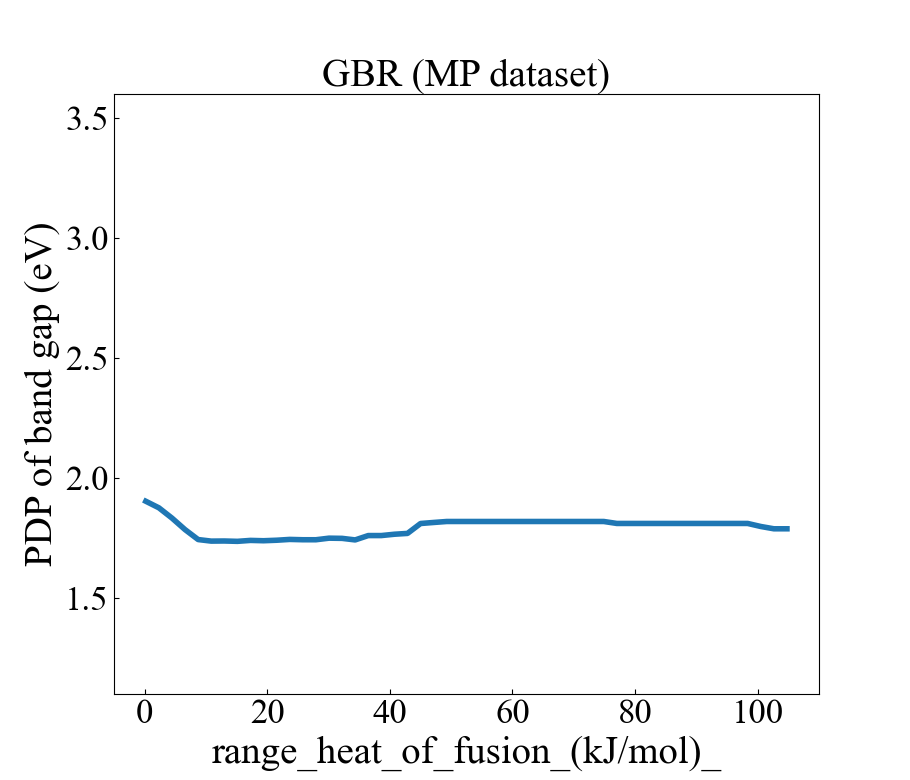 GBR (MP dataset)
3.5
3.0
2.5
2.0
1.5
PDP of band gap (eV)
0 20 40 60 80 100
range_heat_of_fusion_(kJ/mol)_